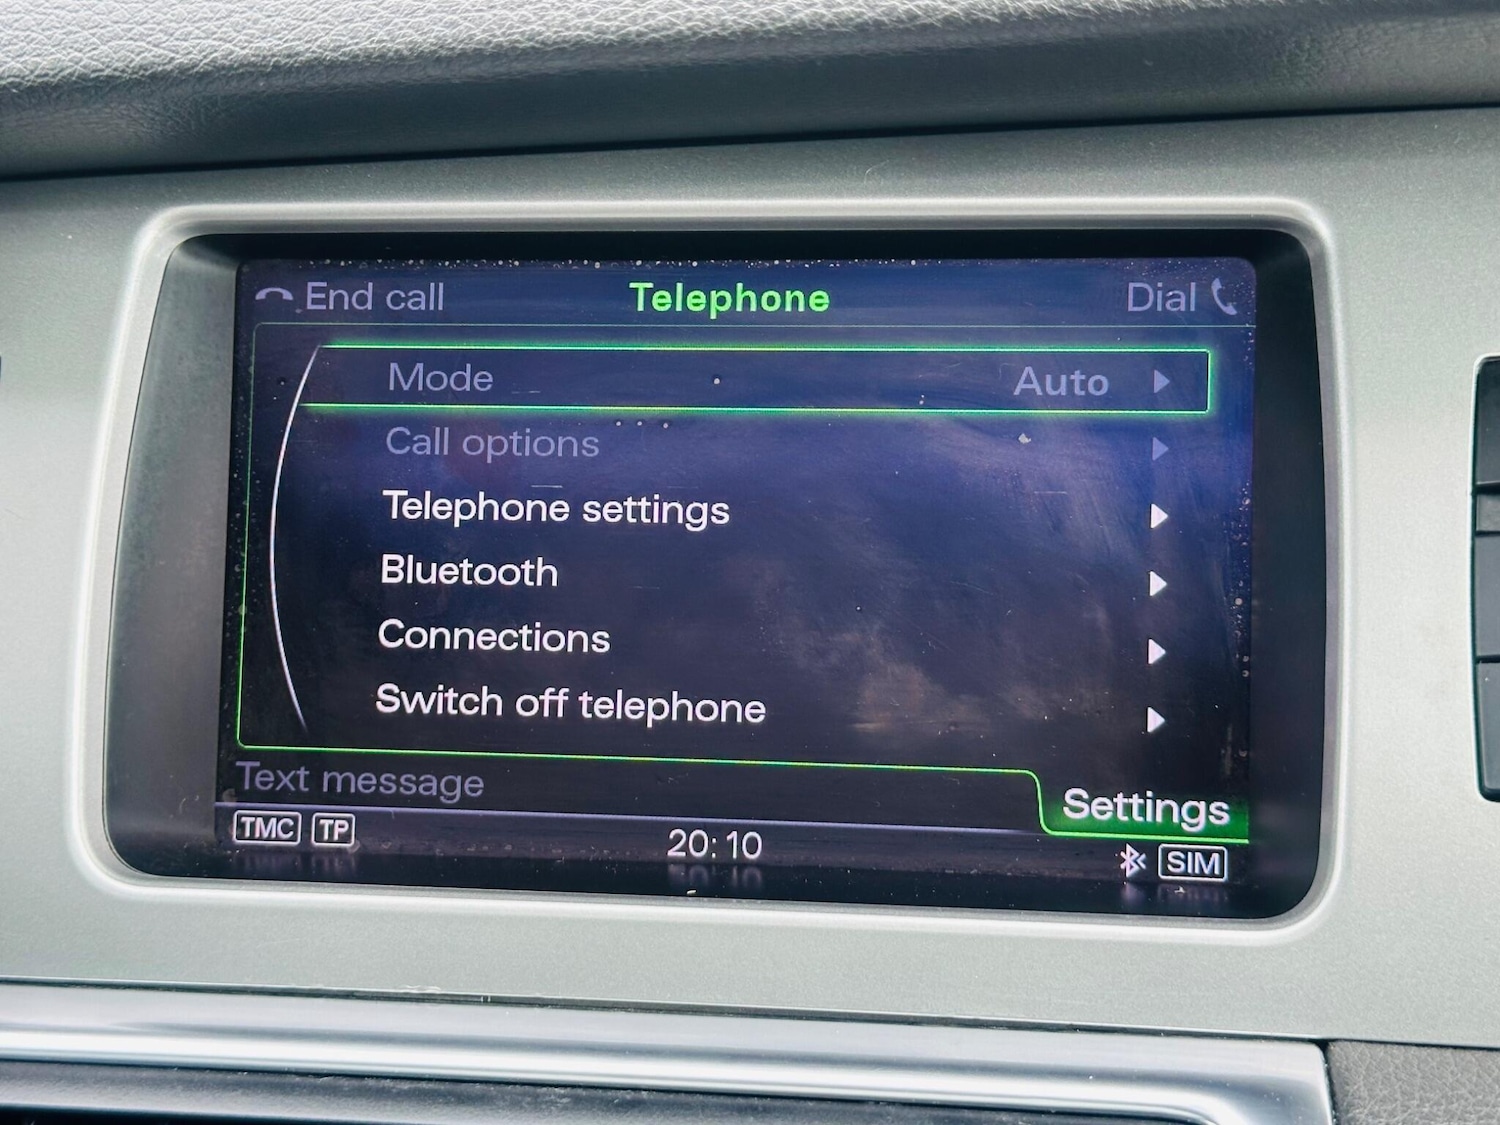 End call Telephone Dial
Mode Auto
Call options
Telephone settings
Bluetooth
Connections
Switch off telephone
Text message Settings
TMC TP 20:10 SIM